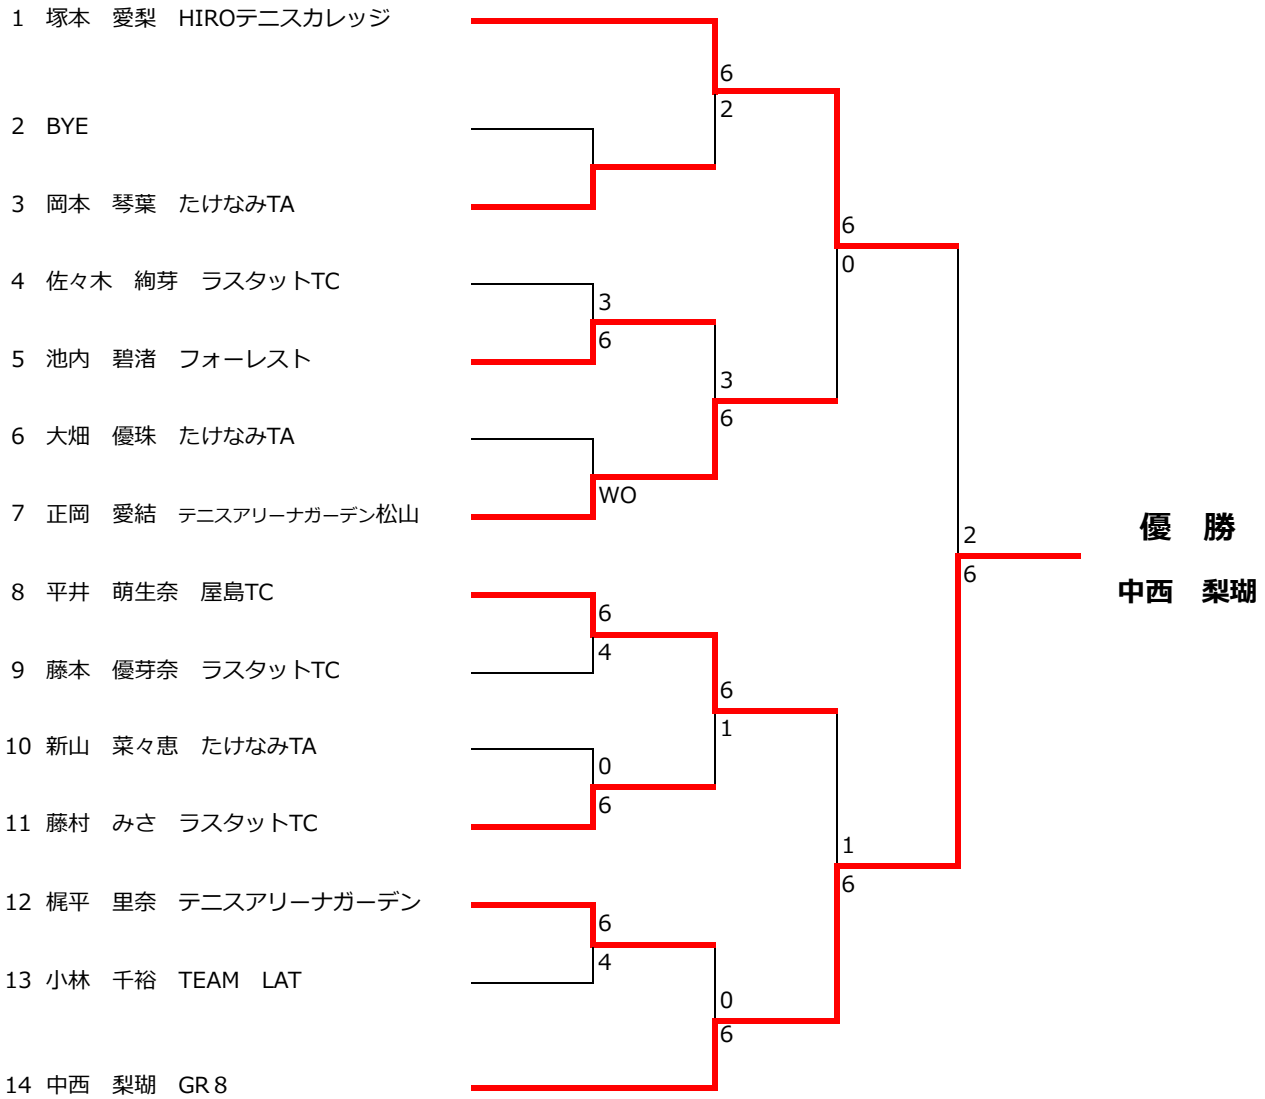 1 塚本　愛梨　HIROテニスカレッジ
6
2
2 BYE
3 岡本　琴葉　たけなみTA
6
0
4 佐々木　絢芽　ラスタットTC
3
6
5 池内　碧渚　フォーレスト
3
6
6 大畑　優珠　たけなみTA
WO
7 正岡　愛結　テニスアリーナガーデン松山
2
6
優　勝
中西　梨瑚
8 平井　萌生奈　屋島TC
6
4
9 藤本　優芽奈　ラスタットTC
6
1
10 新山　菜々恵　たけなみTA
0
6
11 藤村　みさ　ラスタットTC
1
6
12 梶平　里奈　テニスアリーナガーデン
6
4
13 小林　千裕　TEAM　LAT
0
6
14 中西　梨瑚　GR８